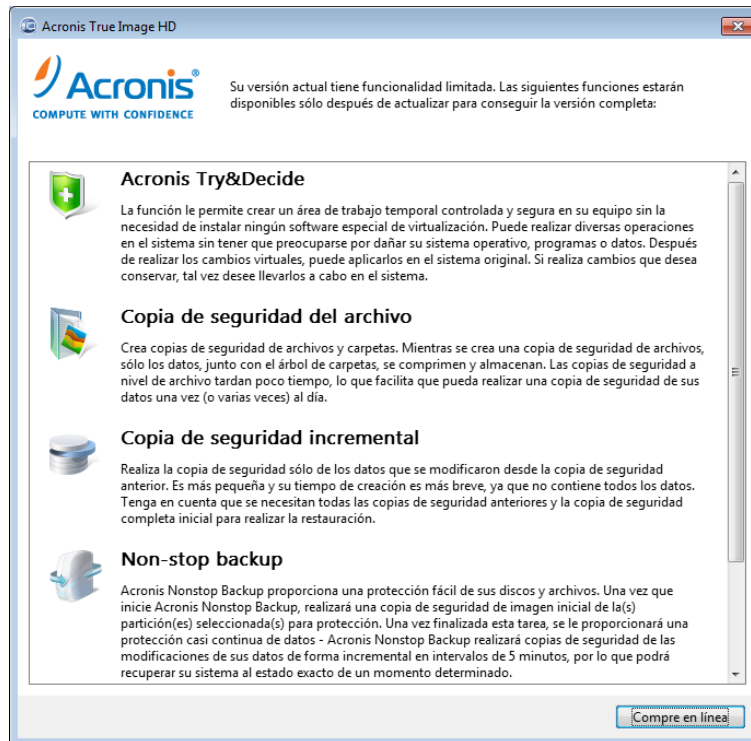 Acronis True Image HD
Acronis®
COMPUTE WITH CONFIDENCE
Su versión actual tiene funcionalidad limitada. Las siguientes funciones estarán
disponibles sólo después de actualizar para conseguir la versión completa:
Acronis Try&Decide
La función le permite crear un área de trabajo temporal controlada y segura en su equipo sin la
necesidad de instalar ningún software especial de virtualización. Puede realizar diversas operaciones
en el sistema sin tener que preocuparse por dañar su sistema operativo, programas o datos. Después
de realizar los cambios virtuales, puede aplicarlos en el sistema original. Si realiza cambios que desea
conservar, tal vez desee llevarlos a cabo en el sistema.
Copia de seguridad del archivo
Crea copias de seguridad de archivos y carpetas. Mientras se crea una copia de seguridad de archivos,
sólo los datos, junto con el árbol de carpetas, se comprimen y almacenan. Las copias de seguridad a
nivel de archivo tardan poco tiempo, lo que facilita que pueda realizar una copia de seguridad de sus
datos una vez (o varias veces) al día.
Copia de seguridad incremental
Realiza la copia de seguridad sólo de los datos que se modificaron desde la copia de seguridad
anterior. Es más pequeña y su tiempo de creación es más breve, ya que no contiene todos los datos.
Tenga en cuenta que se necesitan todas las copias de seguridad anteriores y la copia de seguridad
completa inicial para realizar la restauración.
Non-stop backup
Acronis Nonstop Backup proporciona una protección fácil de sus discos y archivos. Una vez que
inicie Acronis Nonstop Backup, realizará una copia de seguridad de imagen inicial de la(s)
partición(es) seleccionada(s) para protección. Una vez finalizada esta tarea, se le proporcionará una
protección casi continua de datos - Acronis Nonstop Backup realizará copias de seguridad de las
modificaciones de sus datos de forma incremental en intervalos de 5 minutos, por lo que podrá
recuperar su sistema al estado exacto de un momento determinado.
Compre en línea